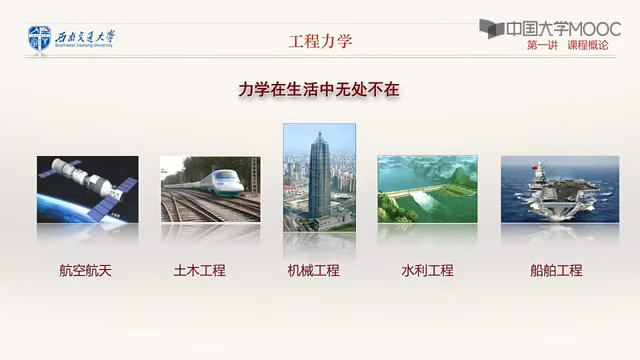 西南交通大学
Southwest Jiaotong University
工程力学
中国大学MOOC
第一讲 课程概论
力学在生活中无处不在
航空航天
土木工程
机械工程
水利工程
船舶工程